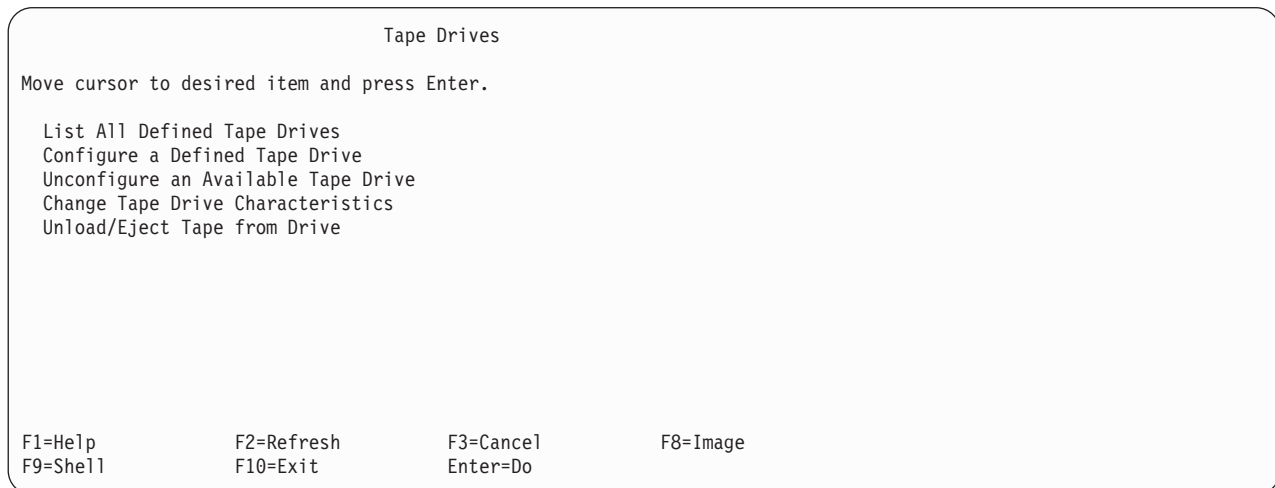 Tape Drives
Move cursor to desired item and press Enter.
List All Defined Tape Drives
Configure a Defined Tape Drive
Unconfigure an Available Tape Drive
Change Tape Drive Characteristics
Unload/Eject Tape from Drive
F1=Help F2=Refresh F3=Cancel F8=Image
F9=Shell F10=Exit Enter=Do